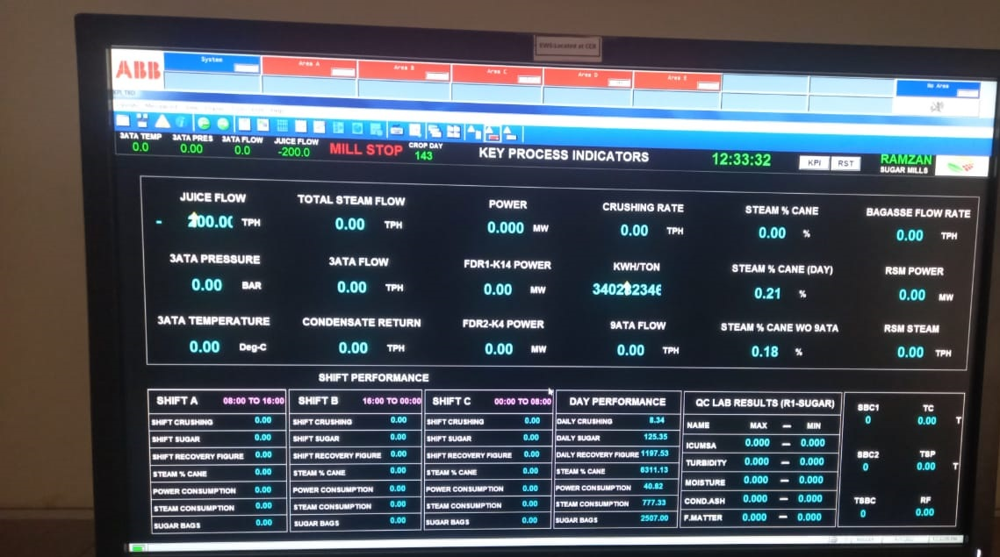 EWS:Located at CCR
ABB
System Area A Area B Area C Area D Area E No Area
3ATA TEMP 3ATA PRES 3ATA FLOW JUICE FLOW MILL STOP CROP DAY KEY PROCESS INDICATORS 12:33:32 KPI RST RAMZAN
0.0 0.00 0.0 -200.0 143 SUGAR MILLS
JUICE FLOW TOTAL STEAM FLOW POWER CRUSHING RATE STEAM % CANE BAGASSE FLOW RATE
- 200.0 TPH 0.00 TPH 0.000 MW 0.00 TPH 0.00 % 0.00 TPH
3ATA PRESSURE 3ATA FLOW FDR1-K14 POWER KWH/TON STEAM % CANE (DAY) RSM POWER
0.00 BAR 0.00 TPH 0.00 MW 0.21 % 0.00 MW
3ATA TEMPERATURE CONDENSATE RETURN FDR2-K4 POWER 9ATA FLOW STEAM % CANE WO 9ATA RSM STEAM
0.00 Deg-C 0.00 TPH 0.00 MW 0.00 TPH 0.18 % 0.00 TPH
SHIFT PERFORMANCE
SHIFT A 08:00 TO 16:00
SHIFT CRUSHING 0.00
SHIFT SUGAR 0.00
SHIFT RECOVERY FIGURE 0.00
STEAM % CANE 0.00
POWER CONSUMPTION 0.00
STEAM CONSUMPTION 0.00
SUGAR BAGS 0.00
SHIFT B 16:00 TO 00:00
SHIFT CRUSHING 0.00
SHIFT SUGAR 0.00
SHIFT RECOVERY FIGURE 0.00
STEAM % CANE 0.00
POWER CONSUMPTION 0.00
STEAM CONSUMPTION 0.00
SUGAR BAGS 0.00
SHIFT C 00:00 TO 08:00
SHIFT CRUSHING 0.00
SHIFT SUGAR 0.00
SHIFT RECOVERY FIGURE 0.00
STEAM % CANE 0.00
POWER CONSUMPTION 0.00
STEAM CONSUMPTION 0.00
SUGAR BAGS 0.00
DAY PERFORMANCE
DAILY CRUSHING 8.34
DAILY SUGAR 125.35
DAILY RECOVERY FIGURE 1197.53
STEAM % CANE 6311.13
POWER CONSUMPTION 40.82
STEAM CONSUMPTION 777.33
SUGAR BAGS 2507.00
QC LAB RESULTS (R1-SUGAR)
NAME MAX — MIN
ICUMSA 0.000 — 0.000
TURBIDITY 0.000 — 0.000
MOISTURE 0.000 — 0.000
COND.ASH 0.000 — 0.000
F.MATTER 0.000 — 0.000
SBC1 TC
0 0.00 T
SBC2 TSP
0 0.00 T
TSBC RF
0 0.00